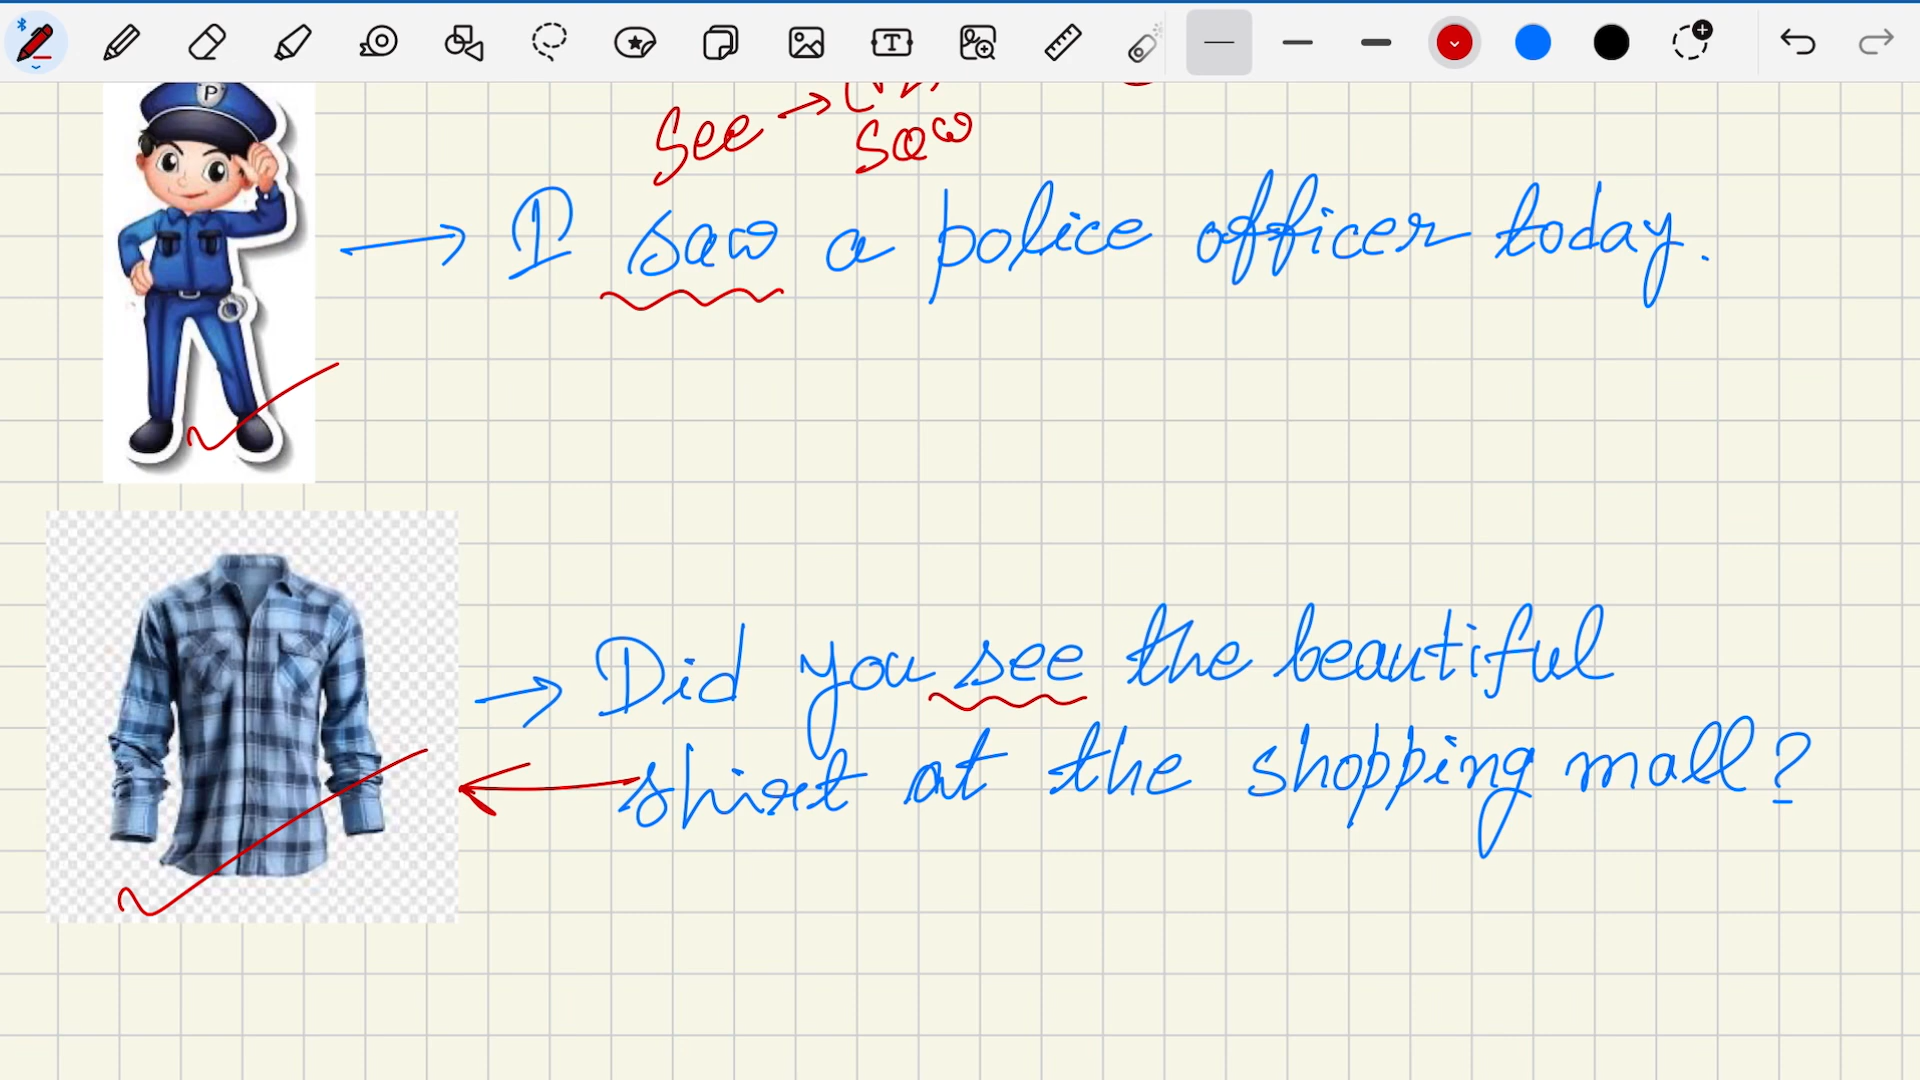 P
see → saw
→ I saw a police officer today.
→ Did you see the beautiful
shirt at the shopping mall?